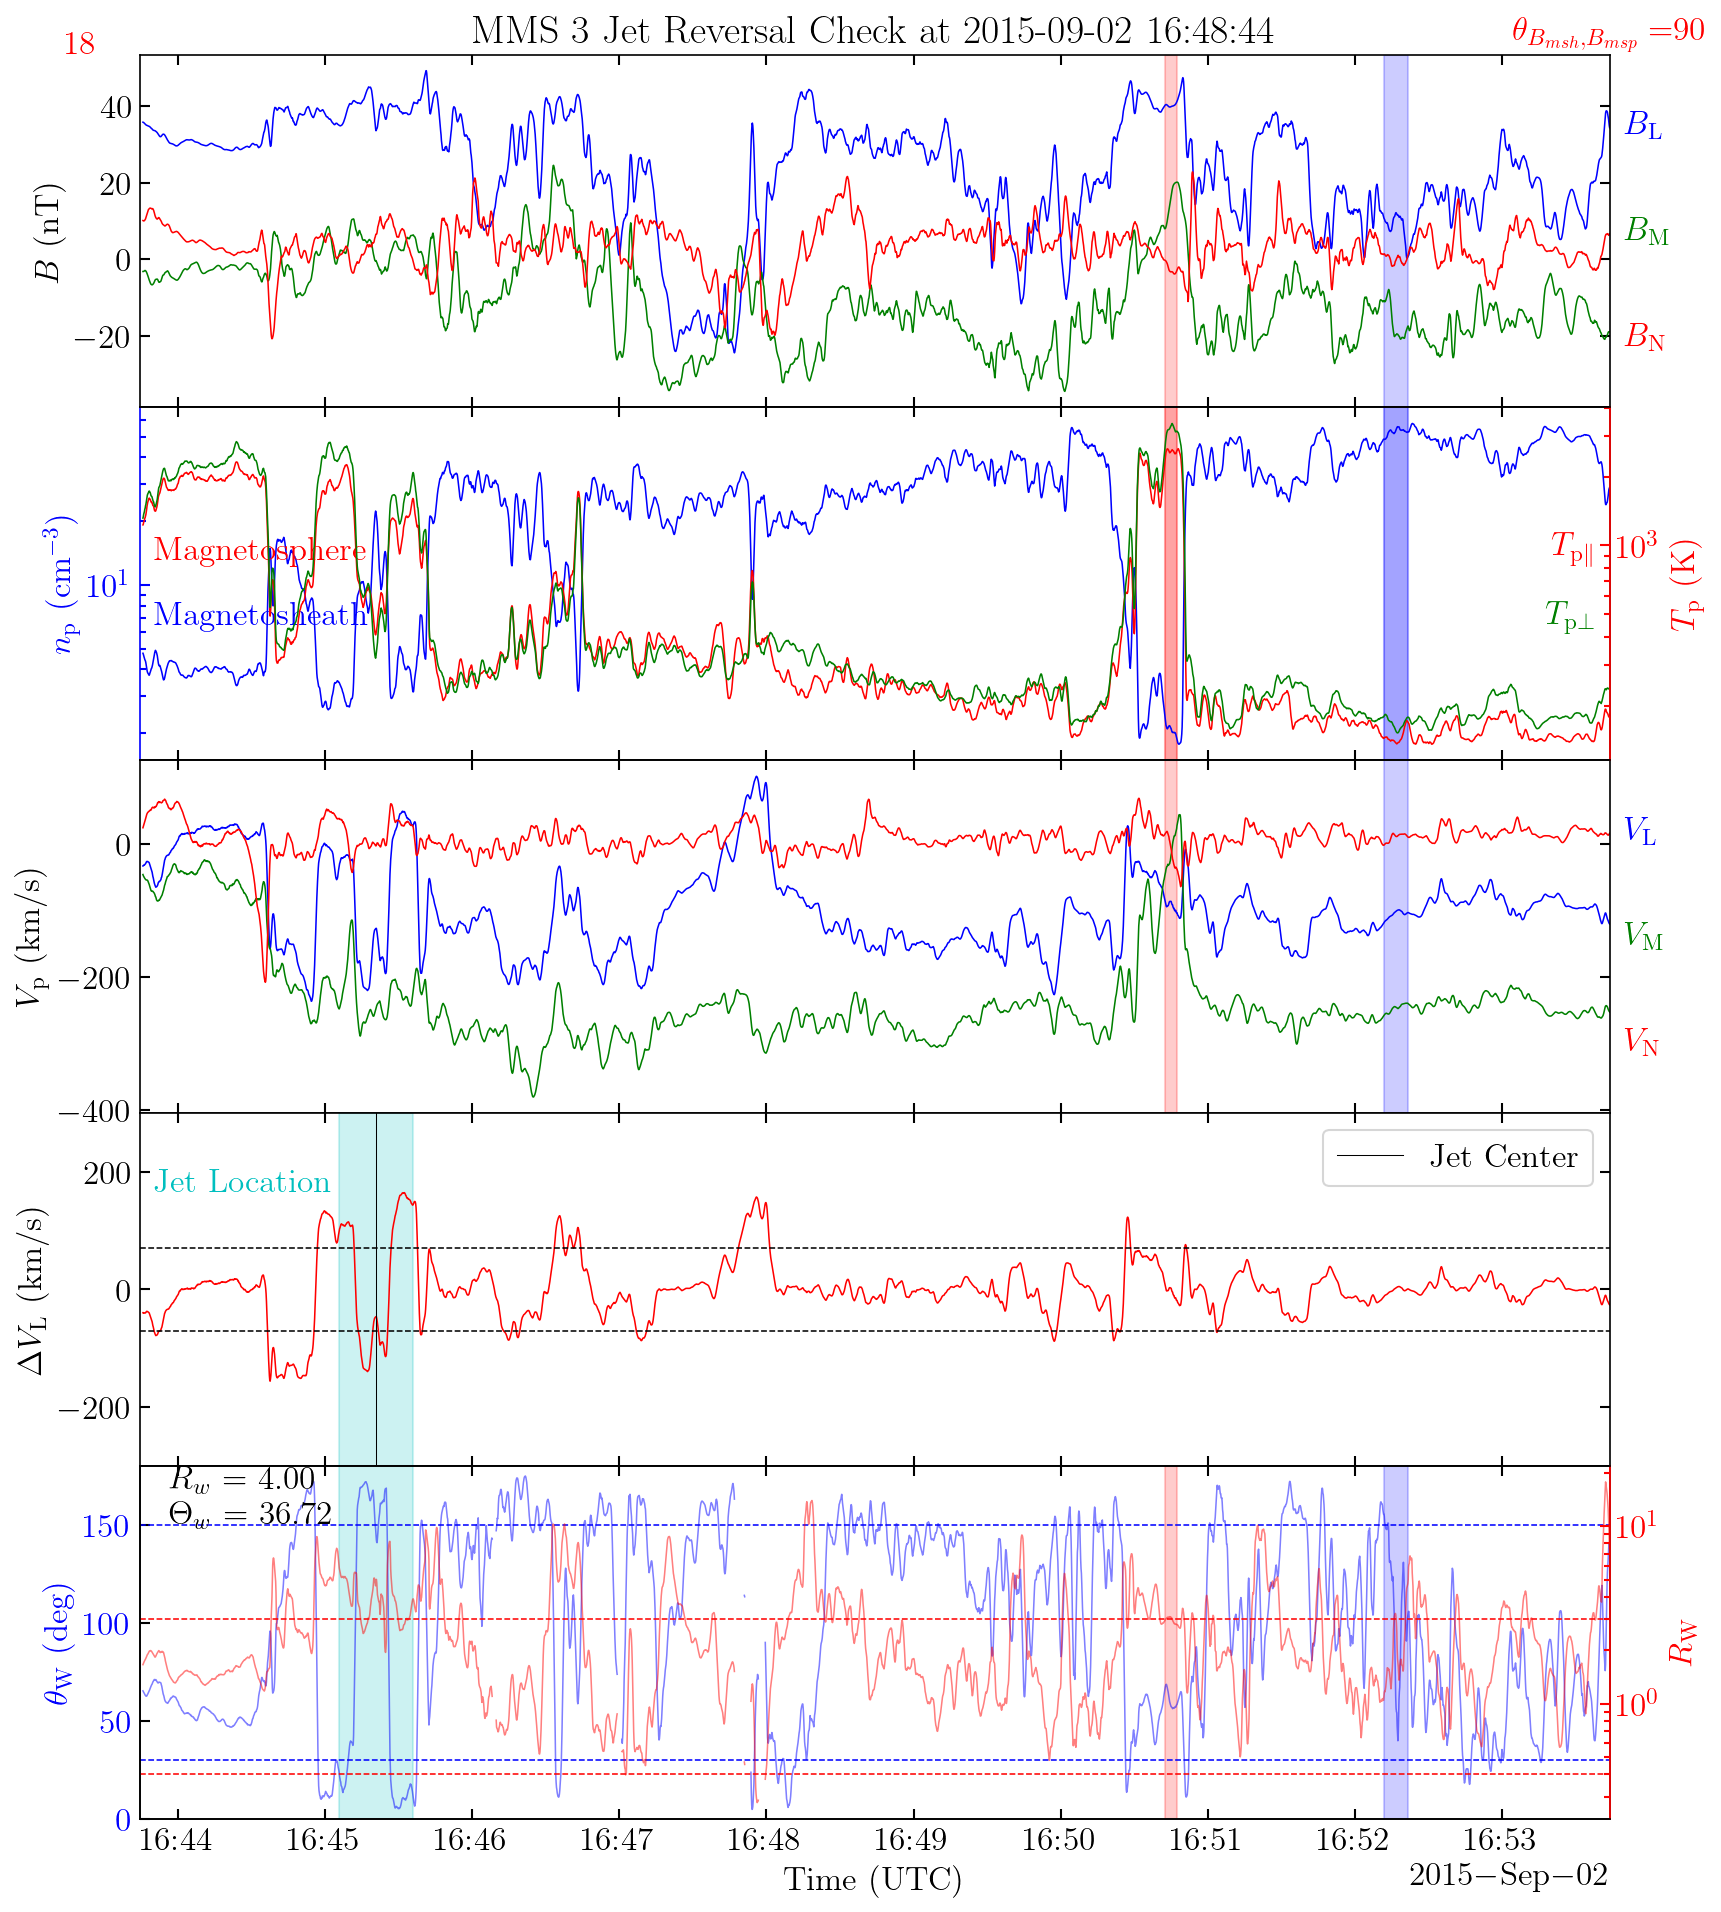 MMS 3 Jet Reversal Check at 2015-09-02 16:48:44
18
θ_{B_{msh},B_{msp}} =90
40
20
0
−20
B (nT)
B_L
B_M
B_N
Magnetosphere
Magnetosheath
10^1
n_p (cm^{−3})
T_{p∥}
T_{p⊥}
10^3
T_p (K)
0
−200
−400
V_p (km/s)
V_L
V_M
V_N
Jet Location
Jet Center
200
0
−200
ΔV_L (km/s)
R_w = 4.00
Θ_w = 36.72
150
100
50
0
θ_W (deg)
10^1
10^0
R_W
16:44 16:45 16:46 16:47 16:48 16:49 16:50 16:51 16:52 16:53
Time (UTC)
2015−Sep−02